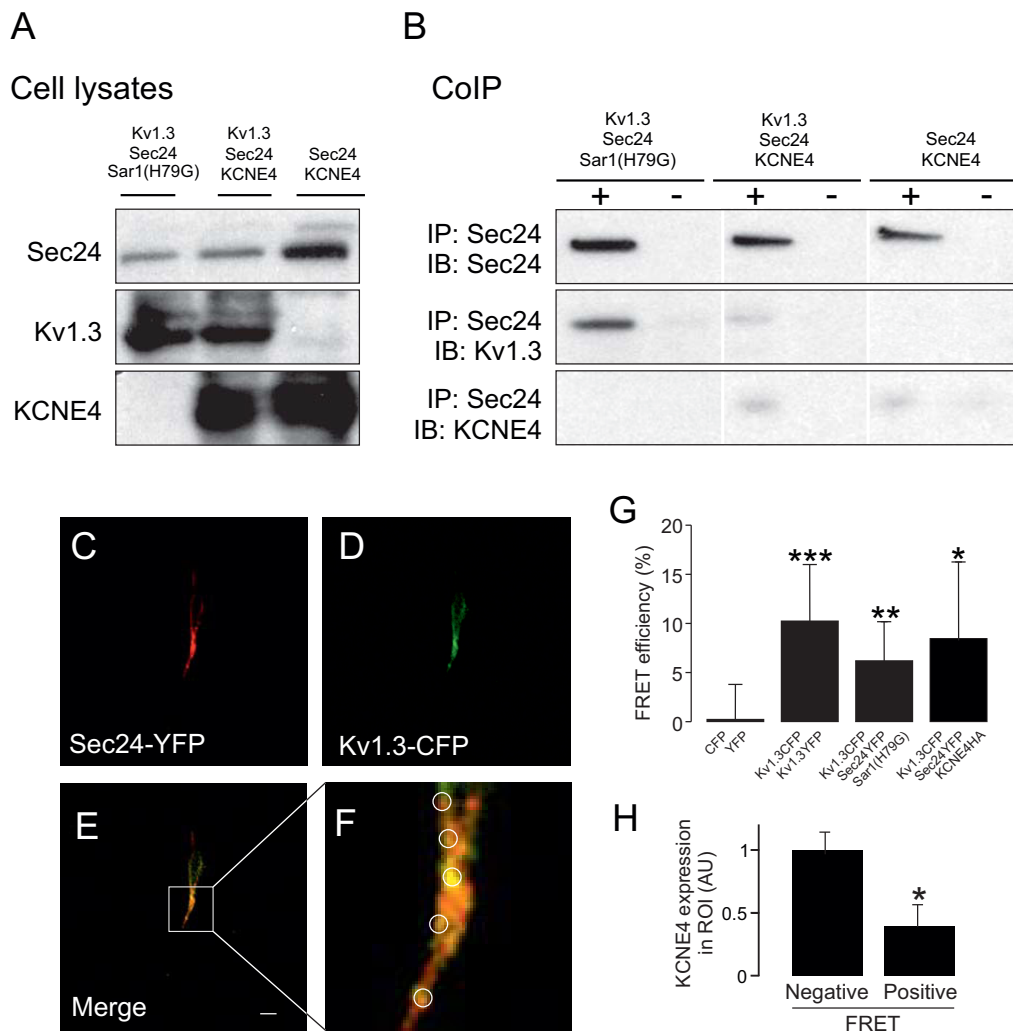 A
B
Cell lysates
CoIP
Kv1.3
Sec24
Sar1(H79G)
Kv1.3
Sec24
KCNE4
Sec24
KCNE4
Kv1.3
Sec24
Sar1(H79G)
Kv1.3
Sec24
KCNE4
Sec24
KCNE4
+ - + - + -
Sec24
Kv1.3
KCNE4
IP: Sec24
IB: Sec24
IP: Sec24
IB: Kv1.3
IP: Sec24
IB: KCNE4
C
Sec24-YFP
D
Kv1.3-CFP
E
Merge
F
G
FRET efficiency (%)
20
15
10
5
0
***
**
*
CFP
YFP
Kv1.3CFP
Kv1.3YFP
Kv1.3CFP
Sec24YFP
Sar1(H79G)
Kv1.3CFP
Sec24YFP
KCNE4HA
H
KCNE4 expression
in ROI (AU)
1
0.5
0
*
Negative Positive
FRET